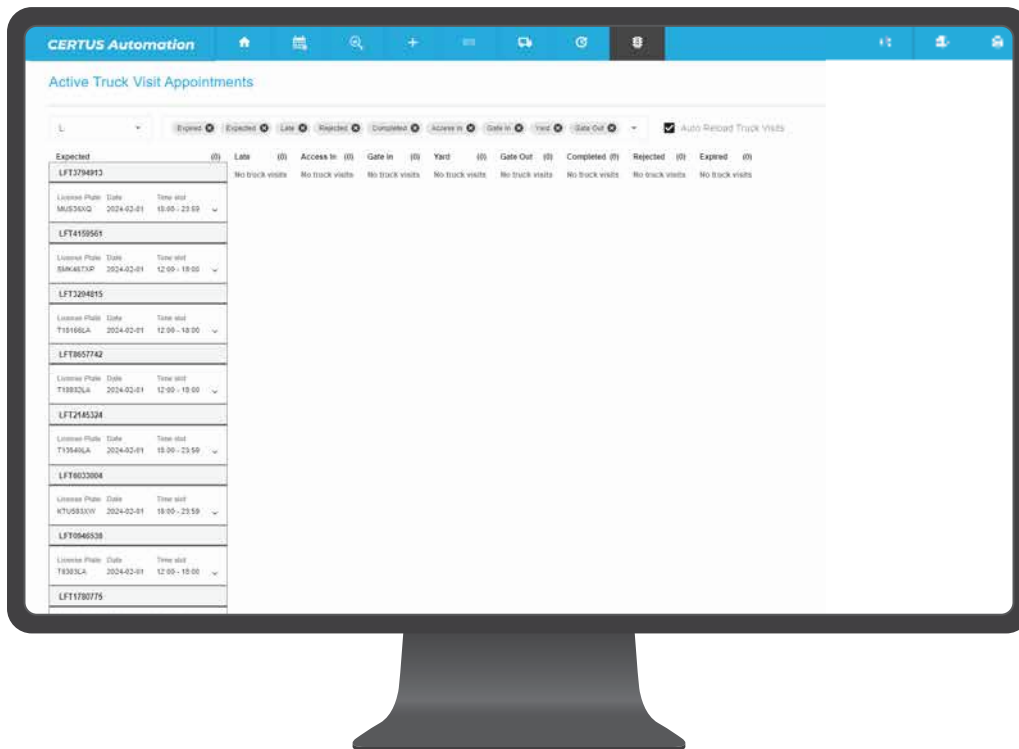 CERTUS Automation
Active Truck Visit Appointments
L
Expired Expected Late Rejected Completed Access In Gate In Yard Gate Out
Auto Reload Truck Visits
Expected (0) Late (0) Access In (0) Gate In (0) Yard (0) Gate Out (0) Completed (0) Rejected (0) Expired (0)
LFT3794913 No truck visits No truck visits No truck visits No truck visits No truck visits No truck visits No truck visits No truck visits
License Plate Date Time slot
2024-02-01 18:00 - 23:59
LFT4159561
License Plate Date Time slot
2024-02-01 12:00 - 18:00
LFT3204815
License Plate Date Time slot
T10166LA 2024-02-01 12:00 - 18:00
LFT8657742
License Plate Date Time slot
2024-02-01 12:00 - 18:00
LFT2145324
License Plate Date Time slot
2024-02-01 18:00 - 23:59
LFT6033004
License Plate Date Time slot
2024-02-01 18:00 - 23:59
LFT0946539
License Plate Date Time slot
T8383LA 2024-02-01 12:00 - 18:00
LFT1780775